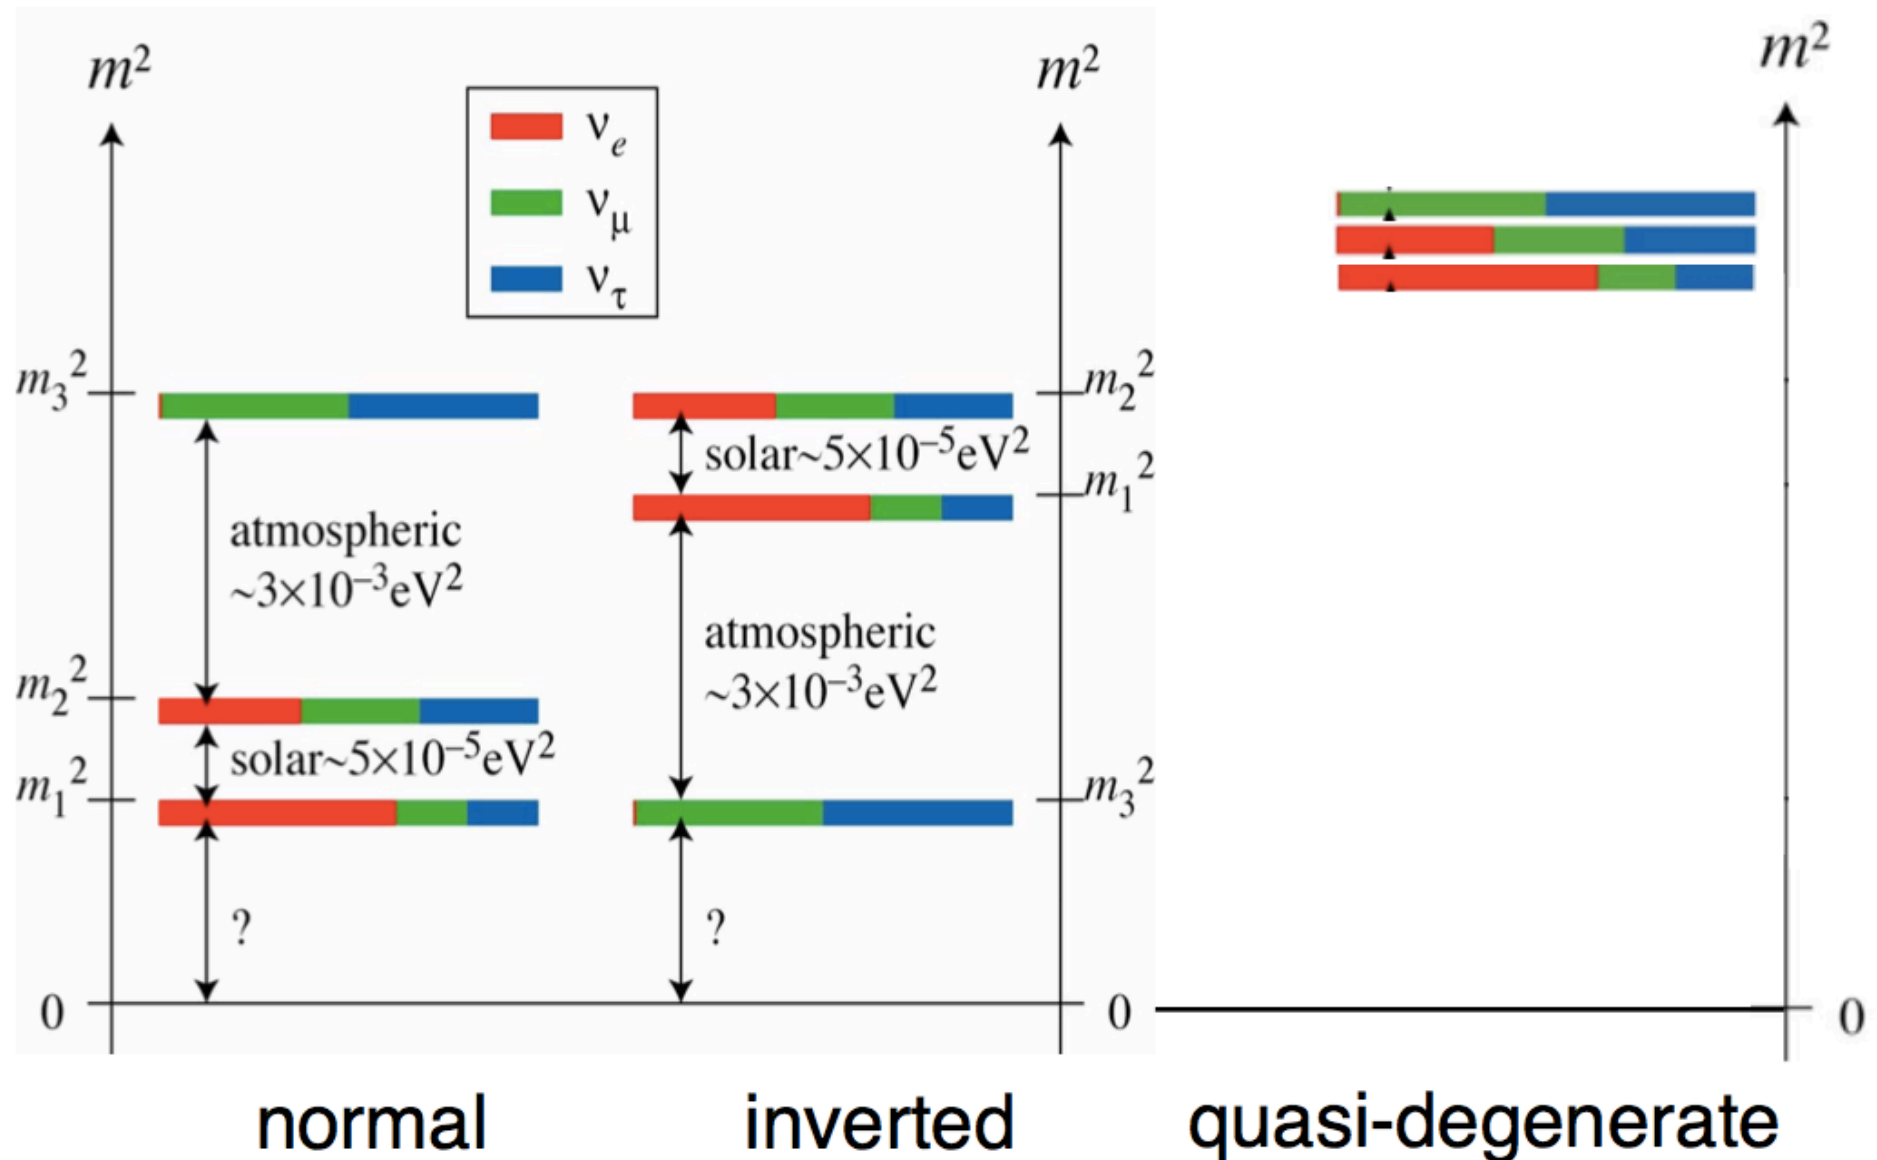 m²
m²
m²
νe
νμ
ντ
m₃²
m₂²
solar~5×10⁻⁵eV²
m₁²
atmospheric
~3×10⁻³eV²
atmospheric
~3×10⁻³eV²
m₂²
solar~5×10⁻⁵eV²
m₁²
m₃²
?
?
0
0
0
normal
inverted
quasi-degenerate